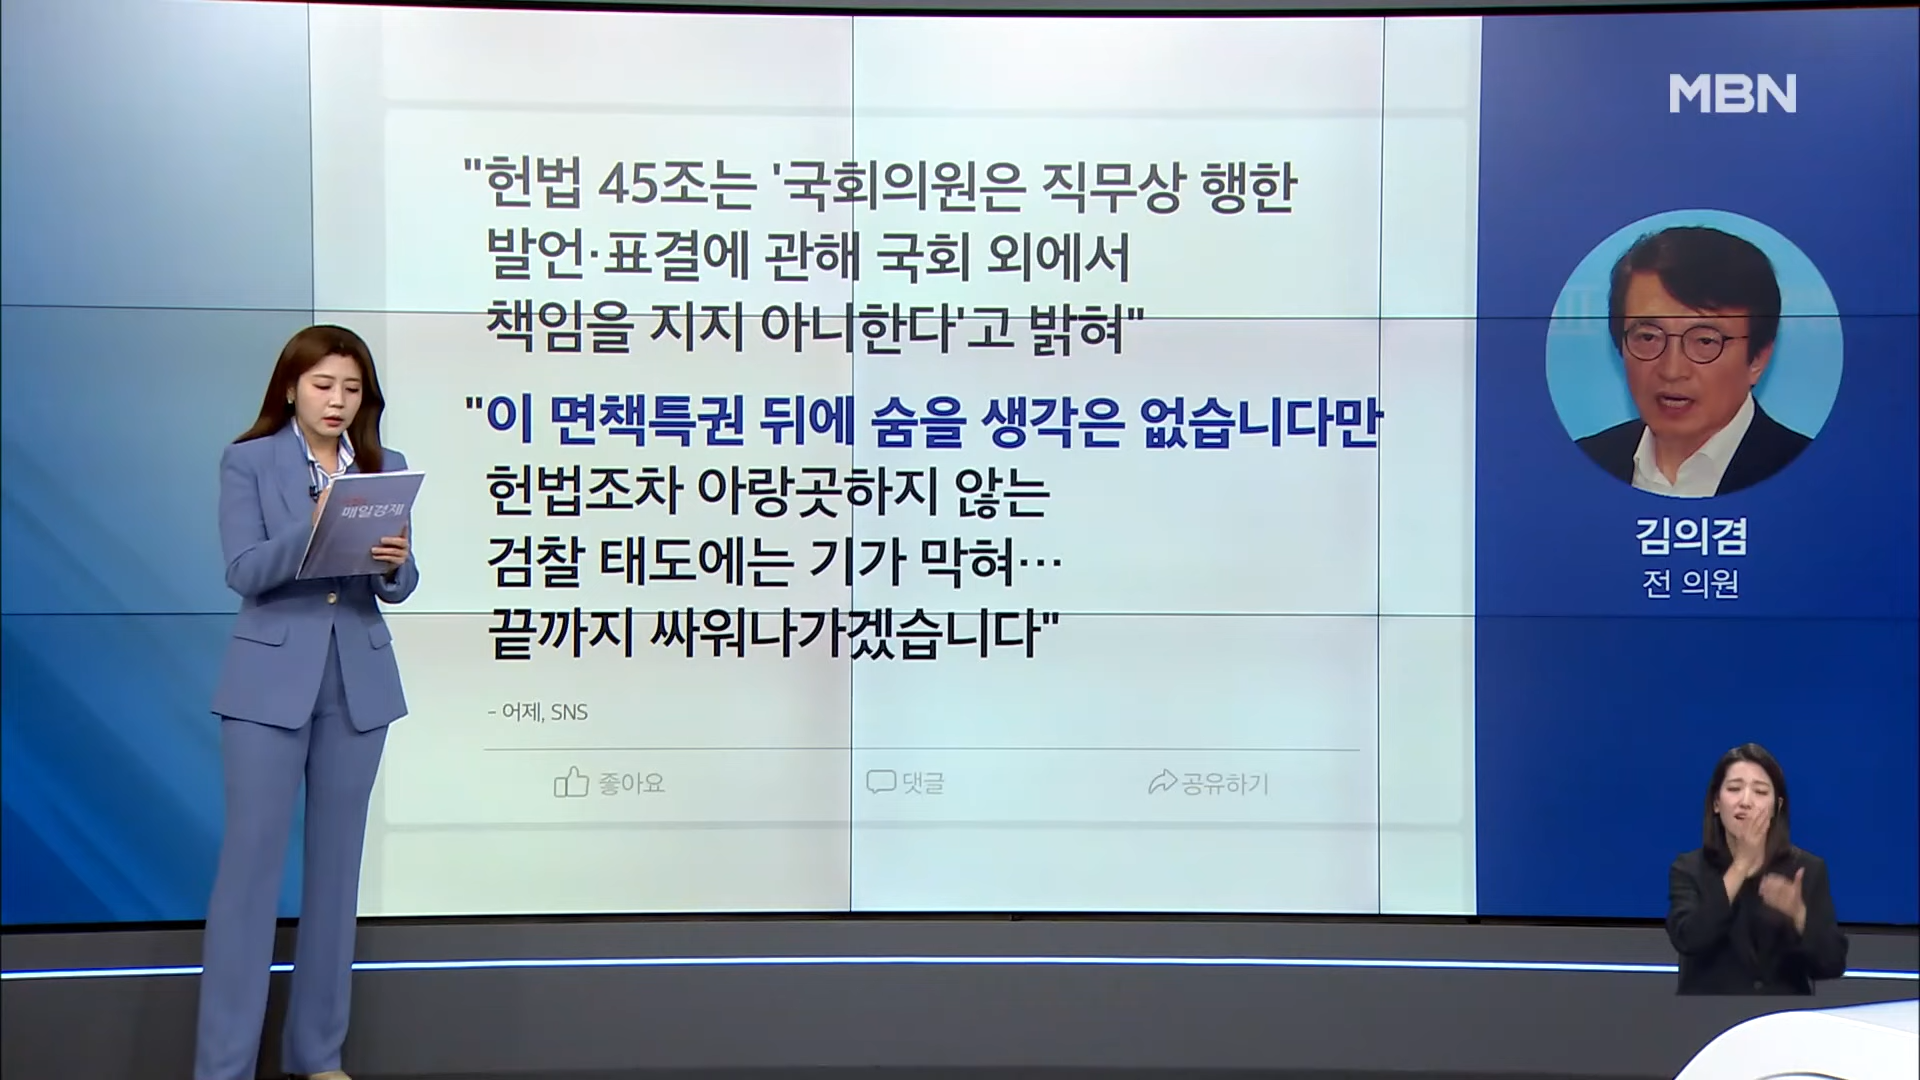 MBN
"헌법 45조는 '국회의원은 직무상 행한
발언·표결에 관해 국회 외에서
책임을 지지 아니한다'고 밝혀"
"이 면책특권 뒤에 숨을 생각은 없습니다만
헌법조차 아랑곳하지 않는
검찰 태도에는 기가 막혀…
끝까지 싸워나가겠습니다"
- 어제, SNS
좋아요
댓글
공유하기
김의겸
전 의원
매일경제